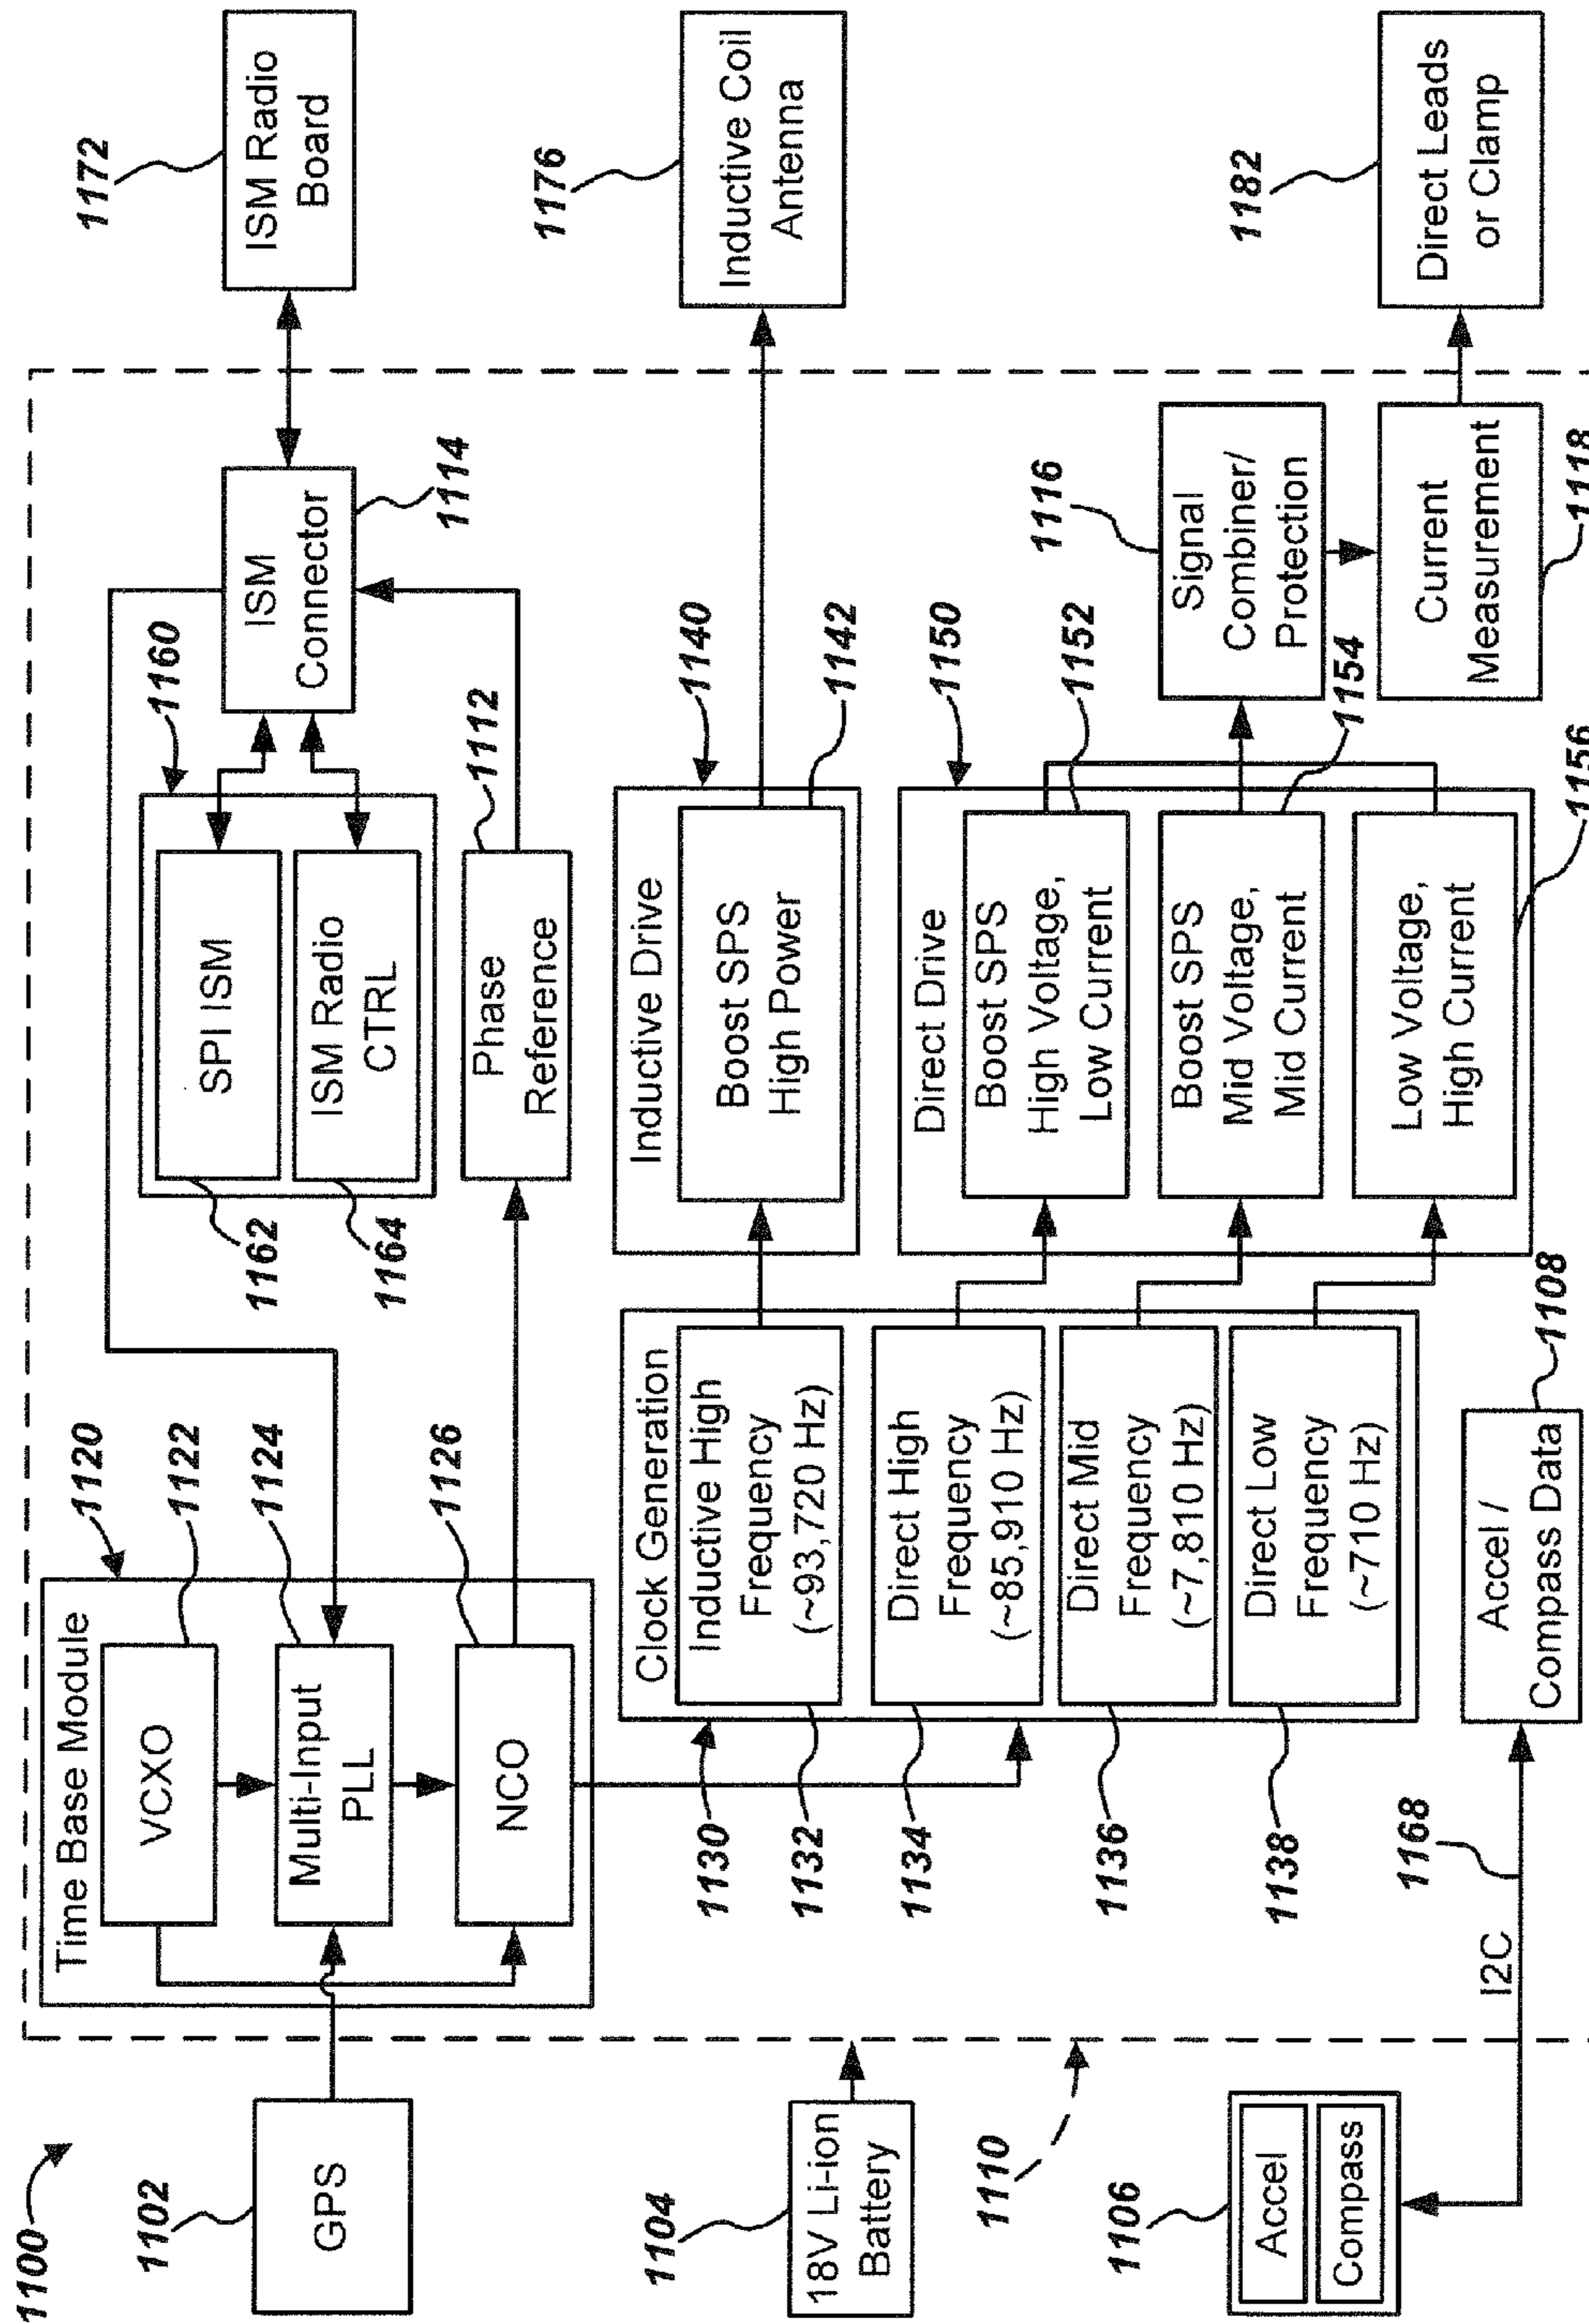 1100
1102
GPS
1104
18V Li-ion
Battery
1110
1106
Accel
Compass
I2C
1168
Accel /
Compass Data
1108
1120
Time Base Module
VCXO
1122
Multi-Input
PLL
1124
NCO
1126
1130
Clock Generation
Inductive High
Frequency
(~93,720 Hz)
1132
Direct High
Frequency
(~85,910 Hz)
1134
Direct Mid
Frequency
(~7,810 Hz)
1136
Direct Low
Frequency
(~710 Hz)
1138
1160
SPI ISM
1162
ISM Radio
CTRL
1164
Phase
Reference
1112
ISM
Connector
1114
1140
Inductive Drive
Boost SPS
High Power
1142
1150
Direct Drive
Boost SPS
High Voltage,
Low Current
1152
Boost SPS
Mid Voltage,
Mid Current
1154
Low Voltage,
High Current
1156
1116
Signal
Combiner/
Protection
Current
Measurement
1118
1172
ISM Radio
Board
1176
Inductive Coil
Antenna
1182
Direct Leads
or Clamp